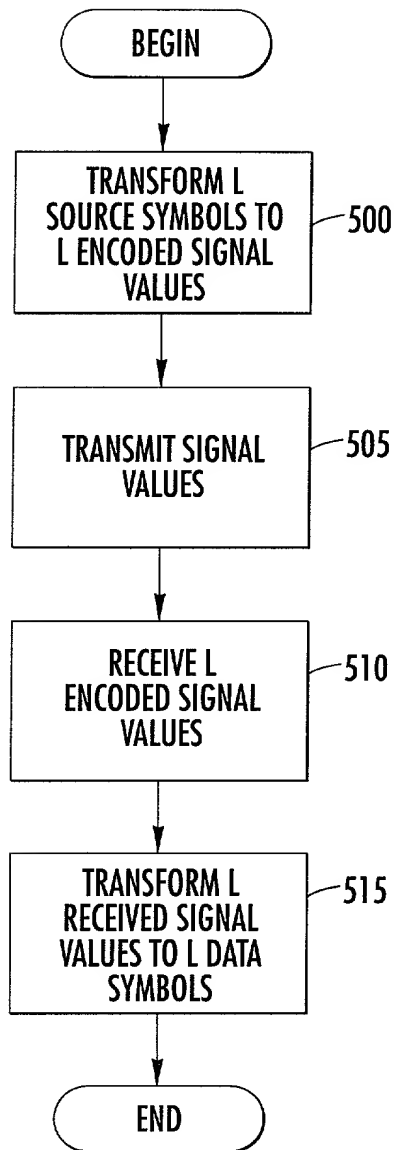 BEGIN
TRANSFORM L
SOURCE SYMBOLS TO
L ENCODED SIGNAL
VALUES
500
TRANSMIT SIGNAL
VALUES
505
RECEIVE L
ENCODED SIGNAL
VALUES
510
TRANSFORM L
RECEIVED SIGNAL
VALUES TO L DATA
SYMBOLS
515
END